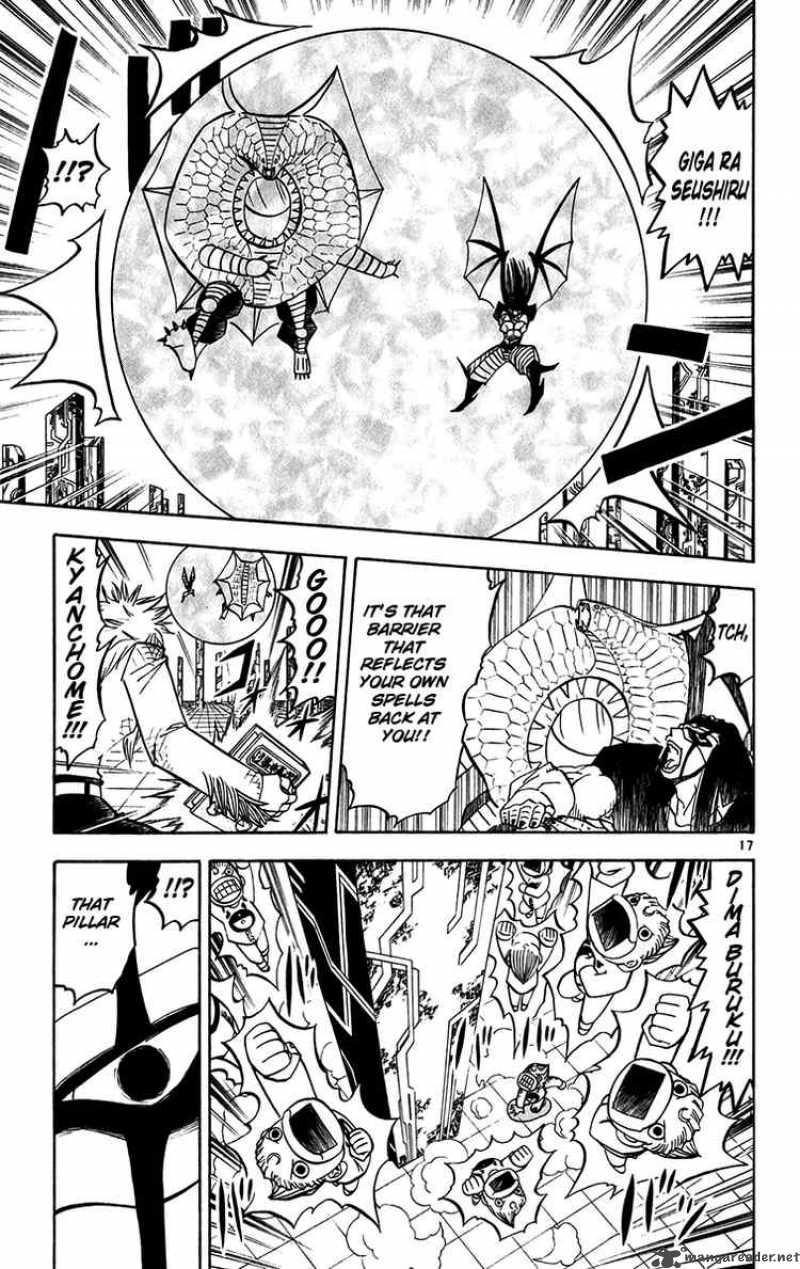 GIGA RA
SEUSHIRU
!!!
!!?
TCH,
IT'S THAT
BARRIER
THAT
REFLECTS
YOUR OWN
SPELLS
BACK AT
YOU!!
GOOO!!
KYANCHOME!!!
17
DIMA BURUKU!!!
!!?
THAT
PILLAR
...
mangareader.net